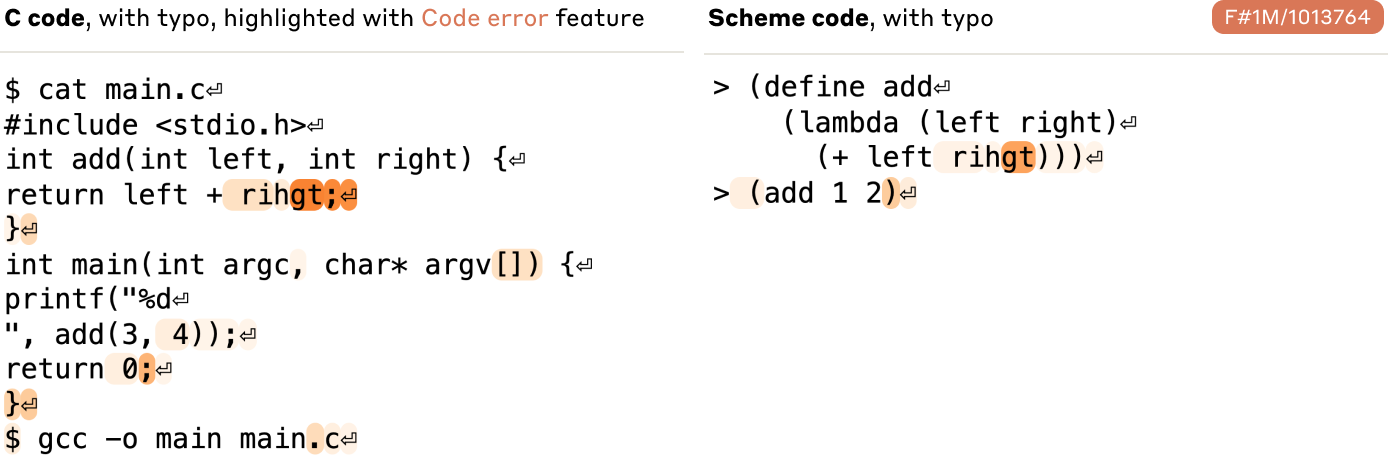 C code, with typo, highlighted with Code error feature
$ cat main.c⏎
#include <stdio.h>⏎
int add(int left, int right) {⏎
return left + rihgt;⏎
}⏎
int main(int argc, char* argv[]) {⏎
printf("%d⏎
", add(3, 4));⏎
return 0;⏎
}⏎
$ gcc -o main main.c⏎
Scheme code, with typo
F#1M/1013764
> (define add⏎
(lambda (left right)⏎
(+ left rihgt)))⏎
> (add 1 2)⏎